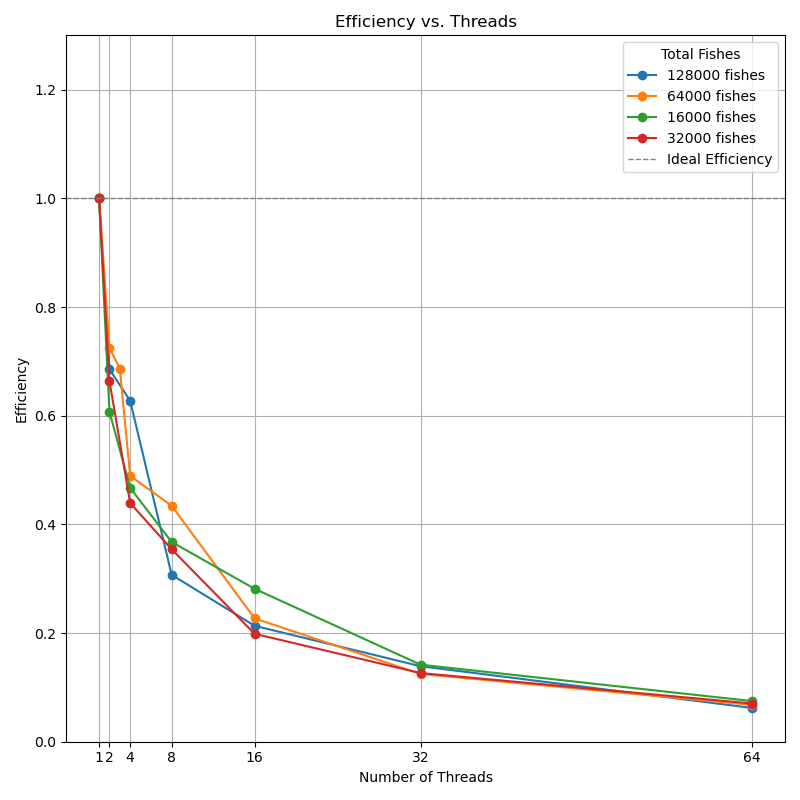 Efficiency vs. Threads
Total Fishes
128000 fishes
64000 fishes
16000 fishes
32000 fishes
Ideal Efficiency
1.2
1.0
0.8
0.6
0.4
0.2
0.0
Efficiency
1 2 4 8 16 32 64
Number of Threads